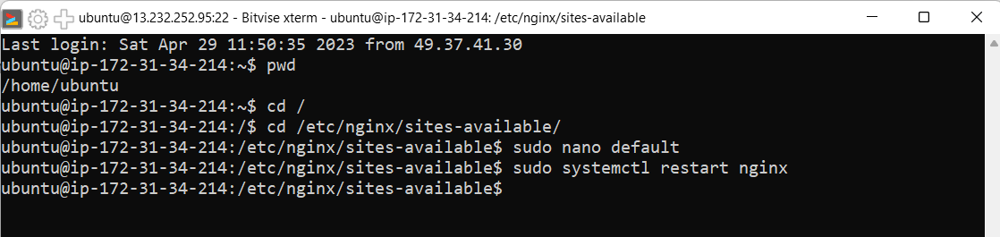 ubuntu@13.232.252.95:22 - Bitvise xterm - ubuntu@ip-172-31-34-214: /etc/nginx/sites-available
Last login: Sat Apr 29 11:50:35 2023 from 49.37.41.30
ubuntu@ip-172-31-34-214:~$ pwd
/home/ubuntu
ubuntu@ip-172-31-34-214:~$ cd /
ubuntu@ip-172-31-34-214:/$ cd /etc/nginx/sites-available/
ubuntu@ip-172-31-34-214:/etc/nginx/sites-available$ sudo nano default
ubuntu@ip-172-31-34-214:/etc/nginx/sites-available$ sudo systemctl restart nginx
ubuntu@ip-172-31-34-214:/etc/nginx/sites-available$